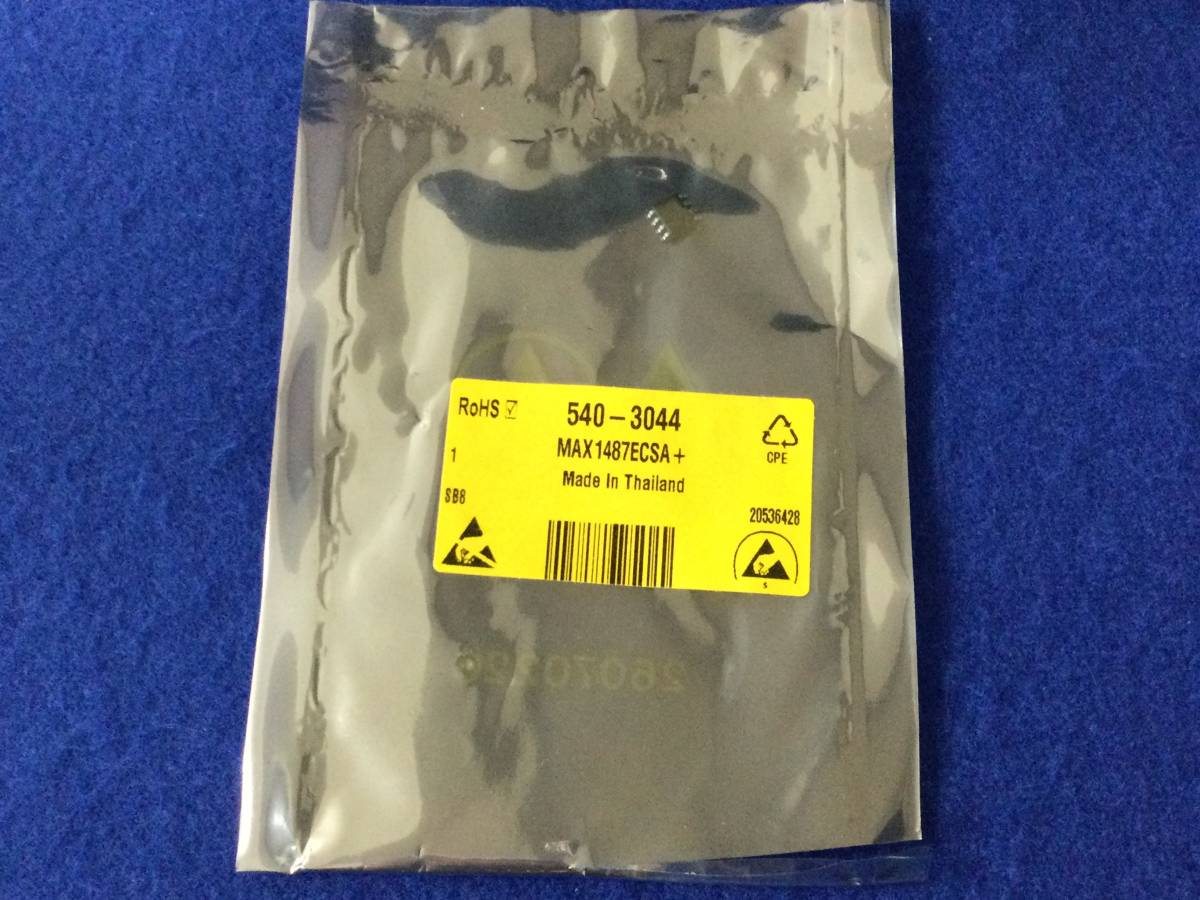 RoHS
540-3044
MAX1487ECSA+
CPE
1
Made In Thailand
SB8
20536428
S